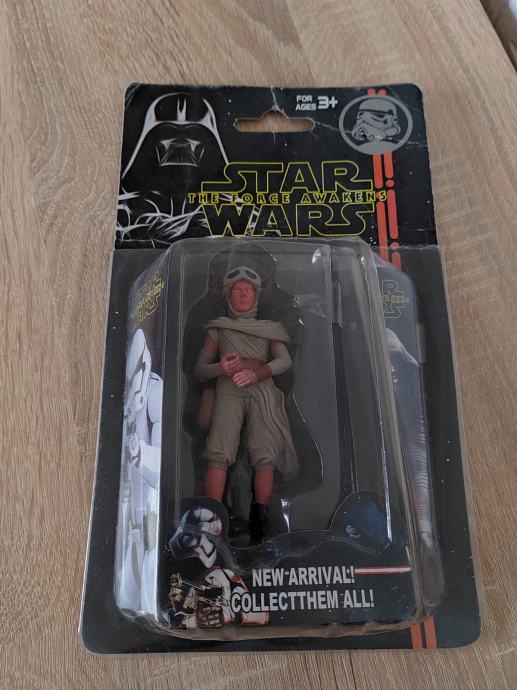 FOR
AGES 3+
STAR
THE FORCE AWAKENS
WARS
NEW ARRIVAL!
COLLECTTHEM ALL!